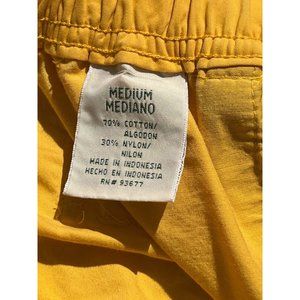 MEDIUM
MEDIANO
70% COTTON/
ALGODON
30% NYLON/
NILON
MADE IN INDONESIA
HECHO EN INDONESIA
RN# 93677